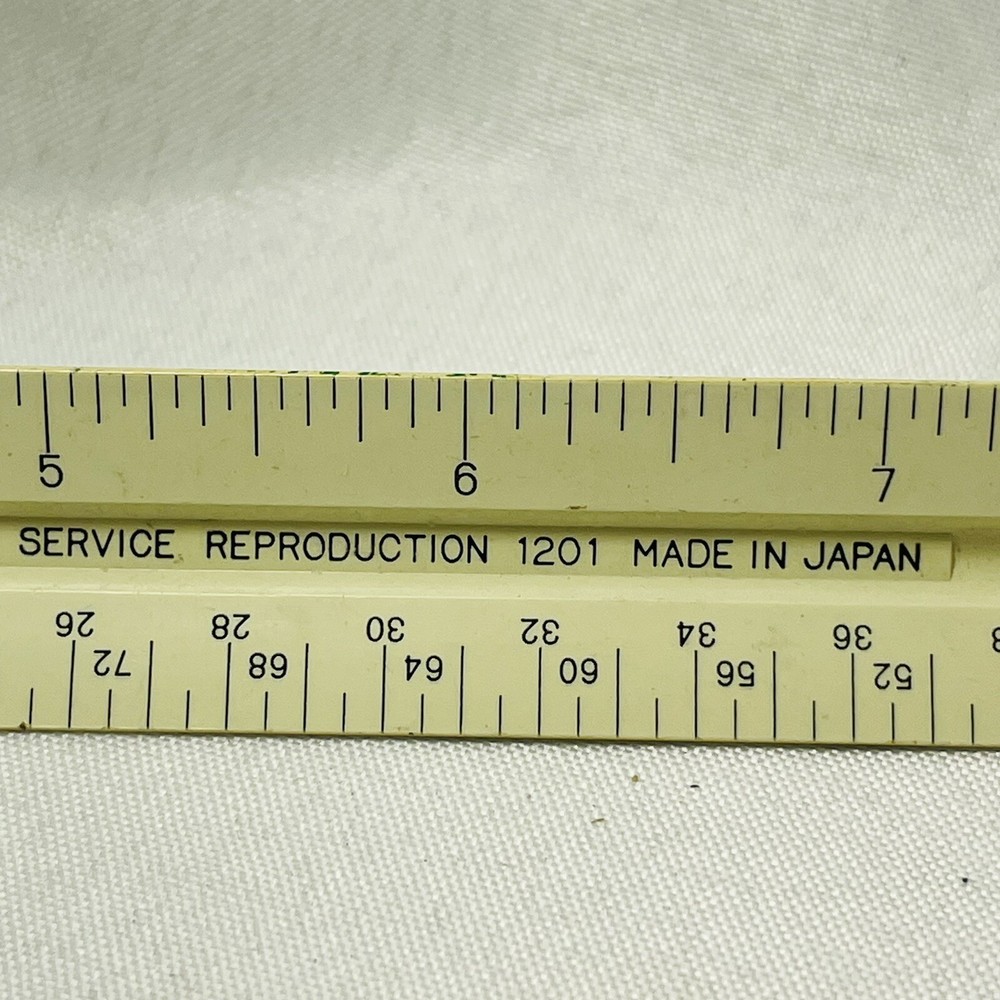 5 6 7
SERVICE REPRODUCTION 1201 MADE IN JAPAN
26 28 30 32 34 36
72 68 64 60 56 52